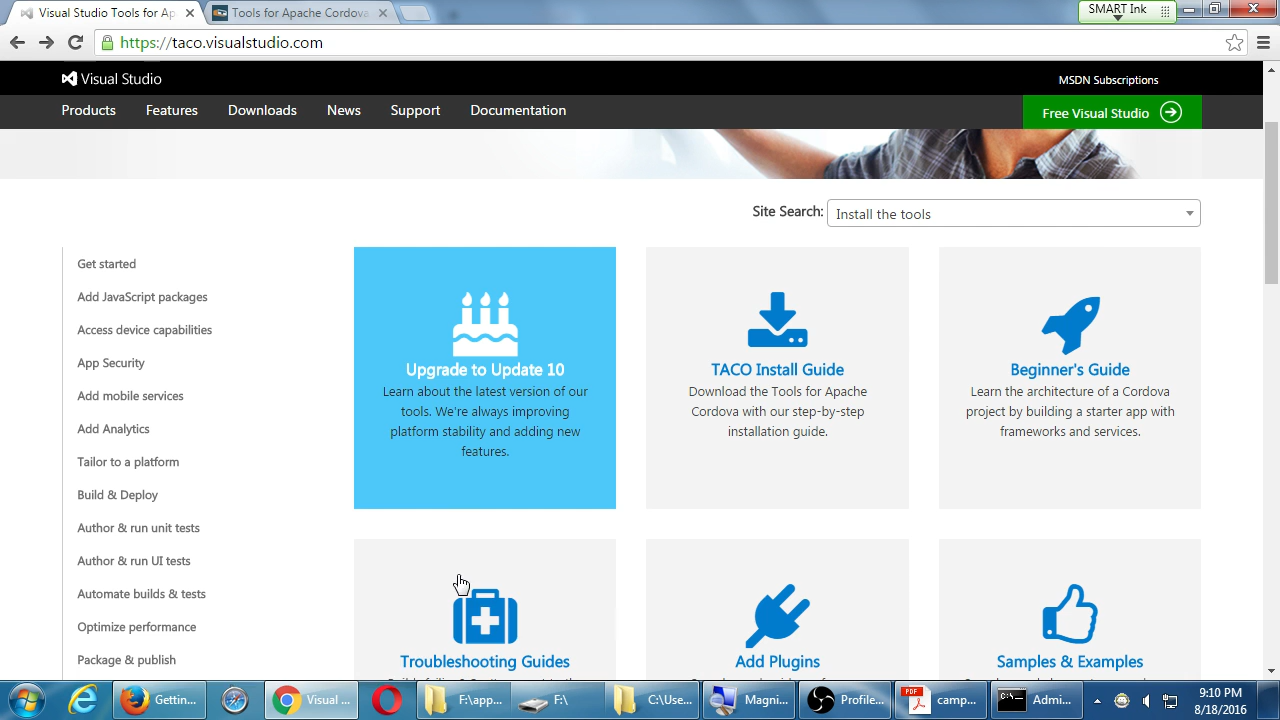 Visual Studio Tools for Ap
Tools for Apache Cordova
SMART Ink
https://taco.visualstudio.com
Visual Studio
MSDN Subscriptions
Products Features Downloads News Support Documentation
Free Visual Studio
Site Search: Install the tools
Get started
Add JavaScript packages
Access device capabilities
App Security
Add mobile services
Add Analytics
Tailor to a platform
Build & Deploy
Author & run unit tests
Author & run UI tests
Automate builds & tests
Optimize performance
Package & publish
Upgrade to Update 10
Learn about the latest version of our
tools. We're always improving
platform stability and adding new
features.
TACO Install Guide
Download the Tools for Apache
Cordova with our step-by-step
installation guide.
Beginner's Guide
Learn the architecture of a Cordova
project by building a starter app with
frameworks and services.
Troubleshooting Guides
Add Plugins
Samples & Examples
Gettin...
Visual ...
F:\app...
F:\
C:\Use...
Magni...
Profile...
PDF
camp...
C:\
Admi...
9:10 PM
8/18/2016